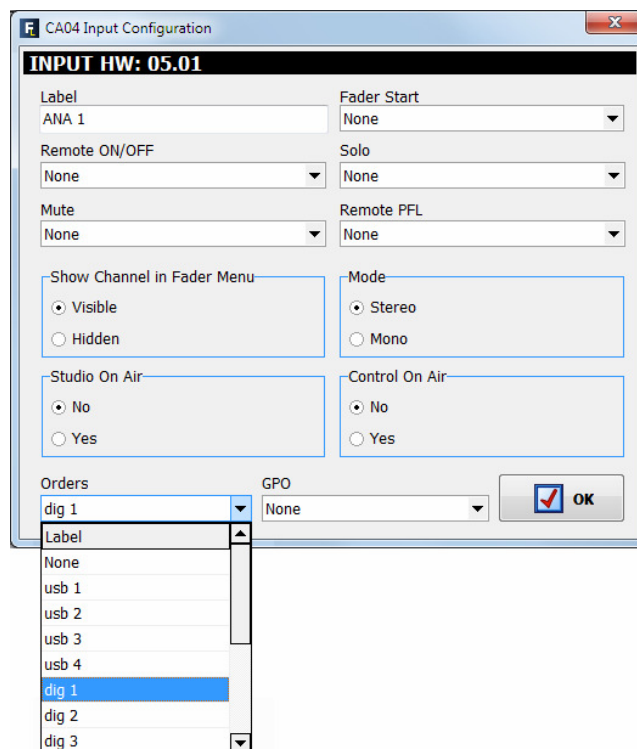 CA04 Input Configuration
INPUT HW: 05.01
Label
Fader Start
ANA 1
None
Remote ON/OFF
Solo
None
None
Mute
Remote PFL
None
None
Show Channel in Fader Menu
Mode
Visible
Stereo
Hidden
Mono
Studio On Air
Control On Air
No
No
Yes
Yes
Orders
GPO
dig 1
None
OK
Label
None
usb 1
usb 2
usb 3
usb 4
dig 1
dig 2
dig 3